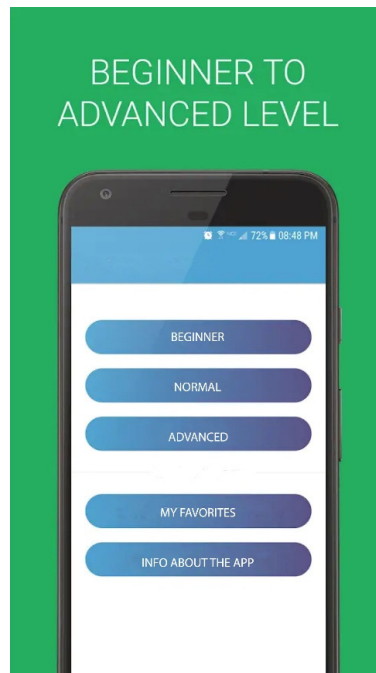 BEGINNER TO
ADVANCED LEVEL
72% 08:48 PM
BEGINNER
NORMAL
ADVANCED
MY FAVORITES
INFO ABOUT THE APP